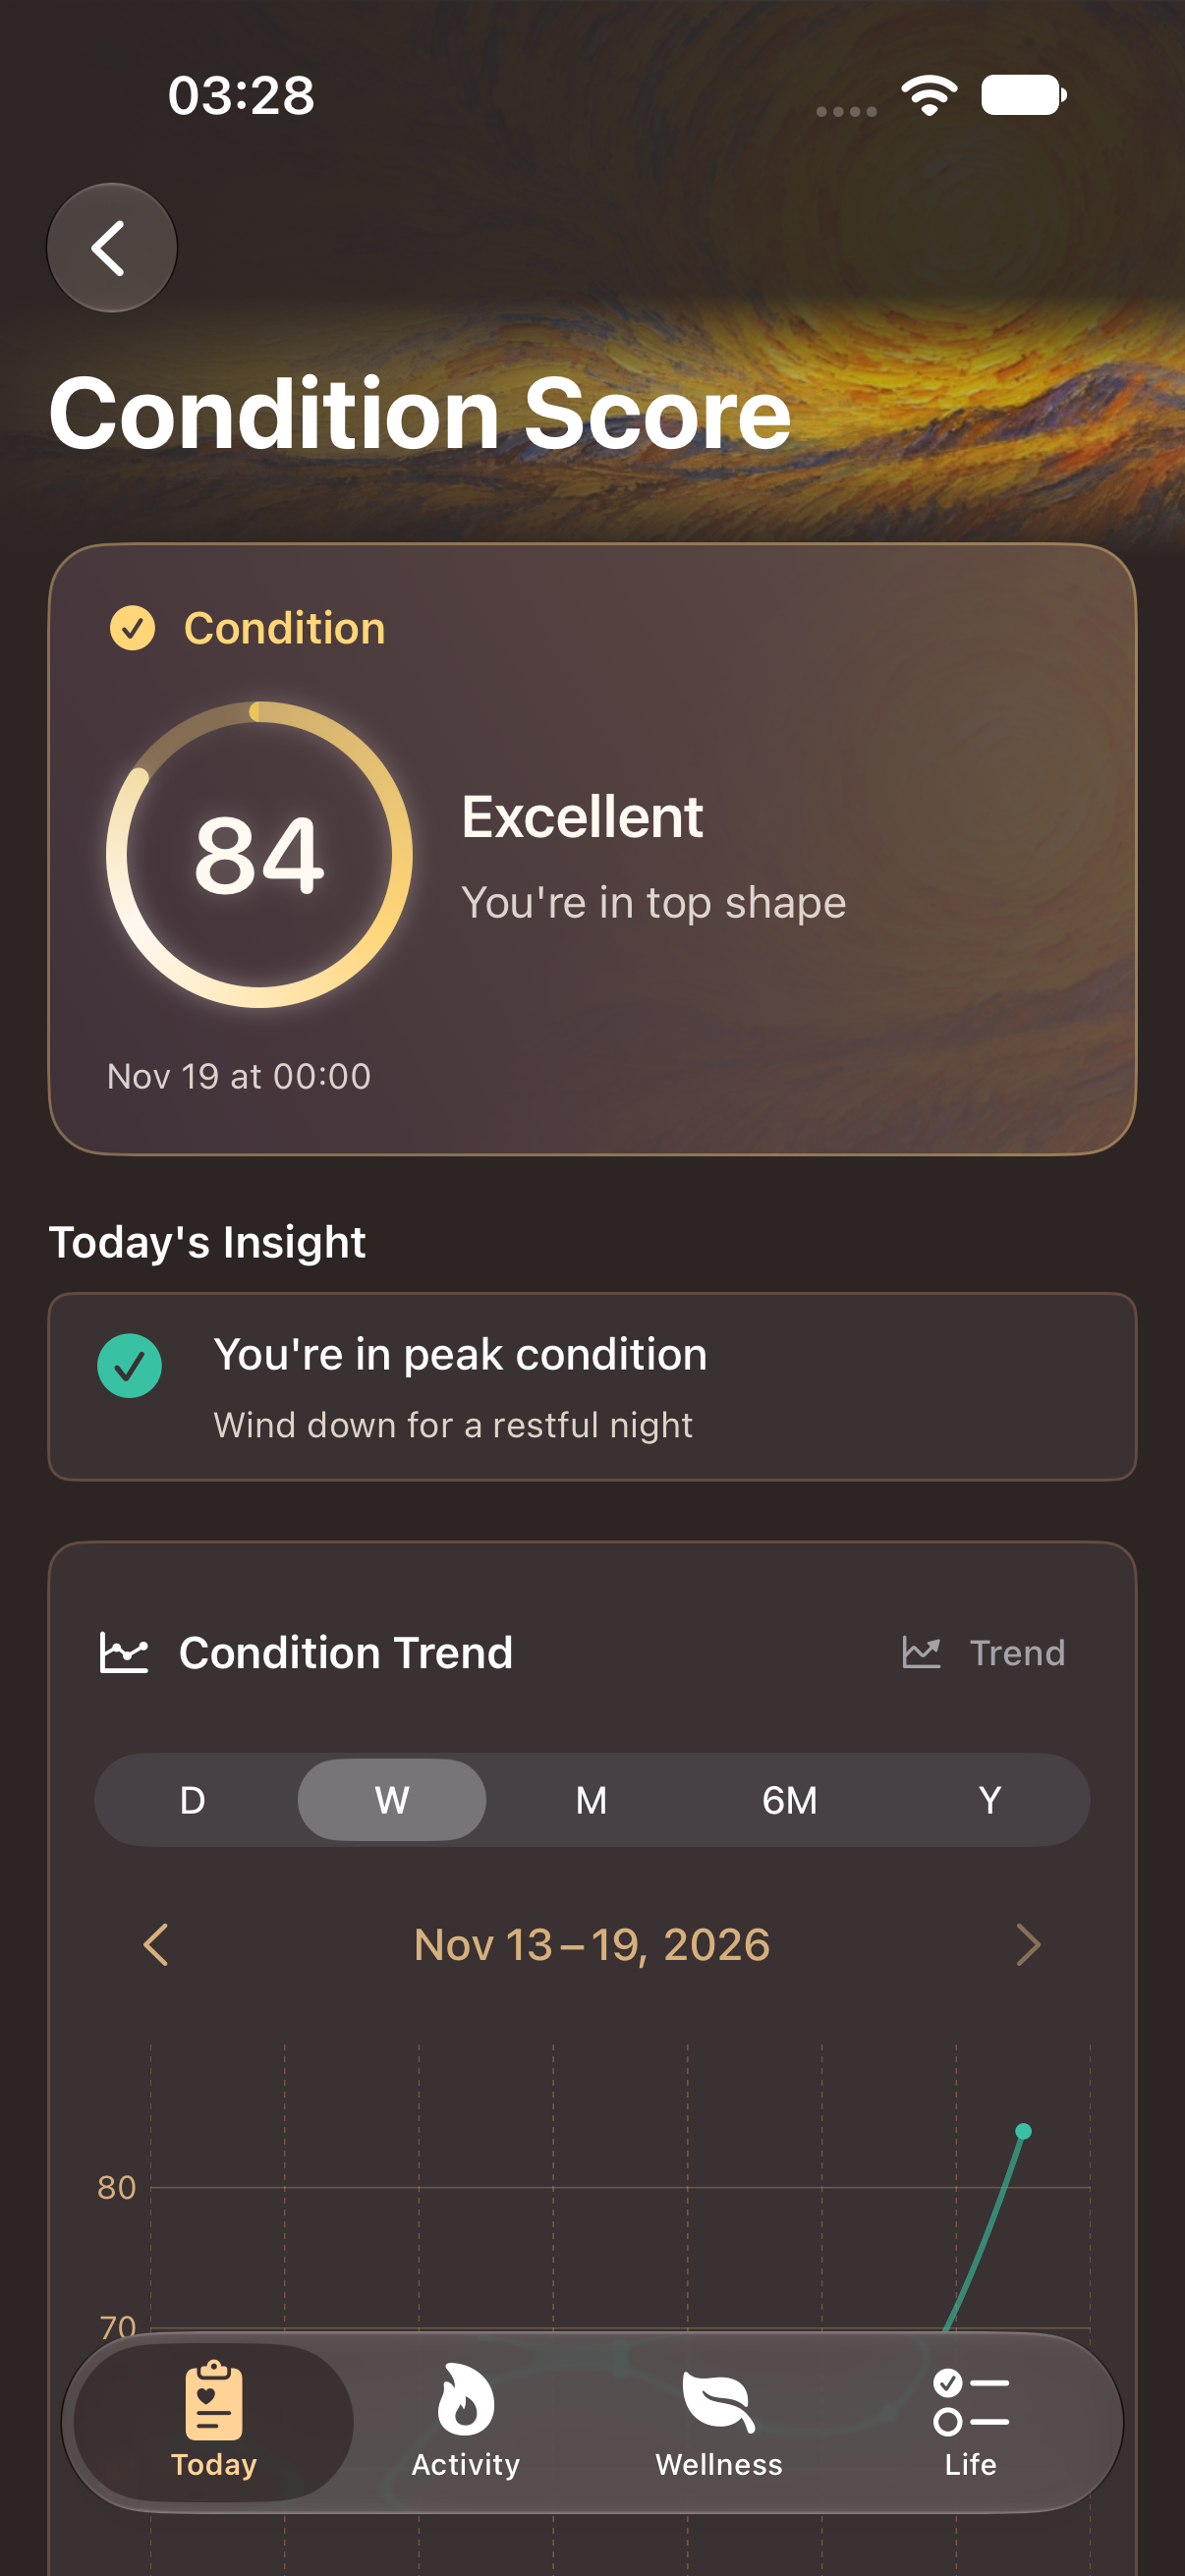 03:28
Condition Score
Condition
84
Excellent
You're in top shape
Nov 19 at 00:00
Today's Insight
You're in peak condition
Wind down for a restful night
Condition Trend
Trend
D W M 6M Y
Nov 13 – 19, 2026
80
70
Today Activity Wellness Life